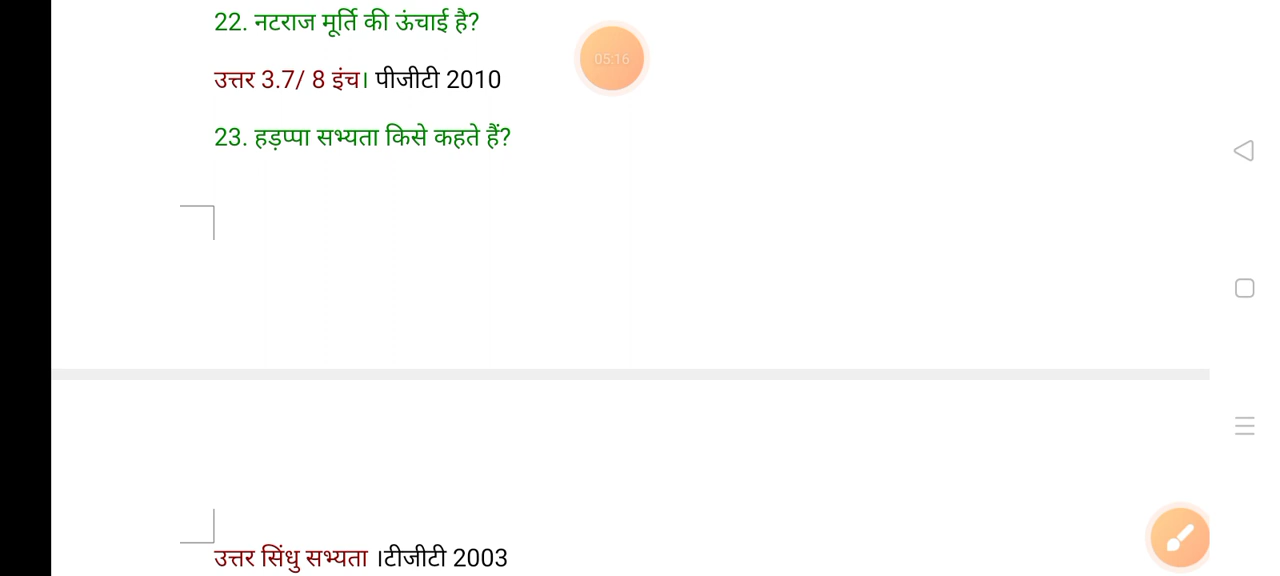 22. नटराज मूर्ति की ऊंचाई है?
05:16
उत्तर 3.7/ 8 इंच। पीजीटी 2010
23. हड़प्पा सभ्यता किसे कहते हैं?
उत्तर सिंधु सभ्यता ।टीजीटी 2003